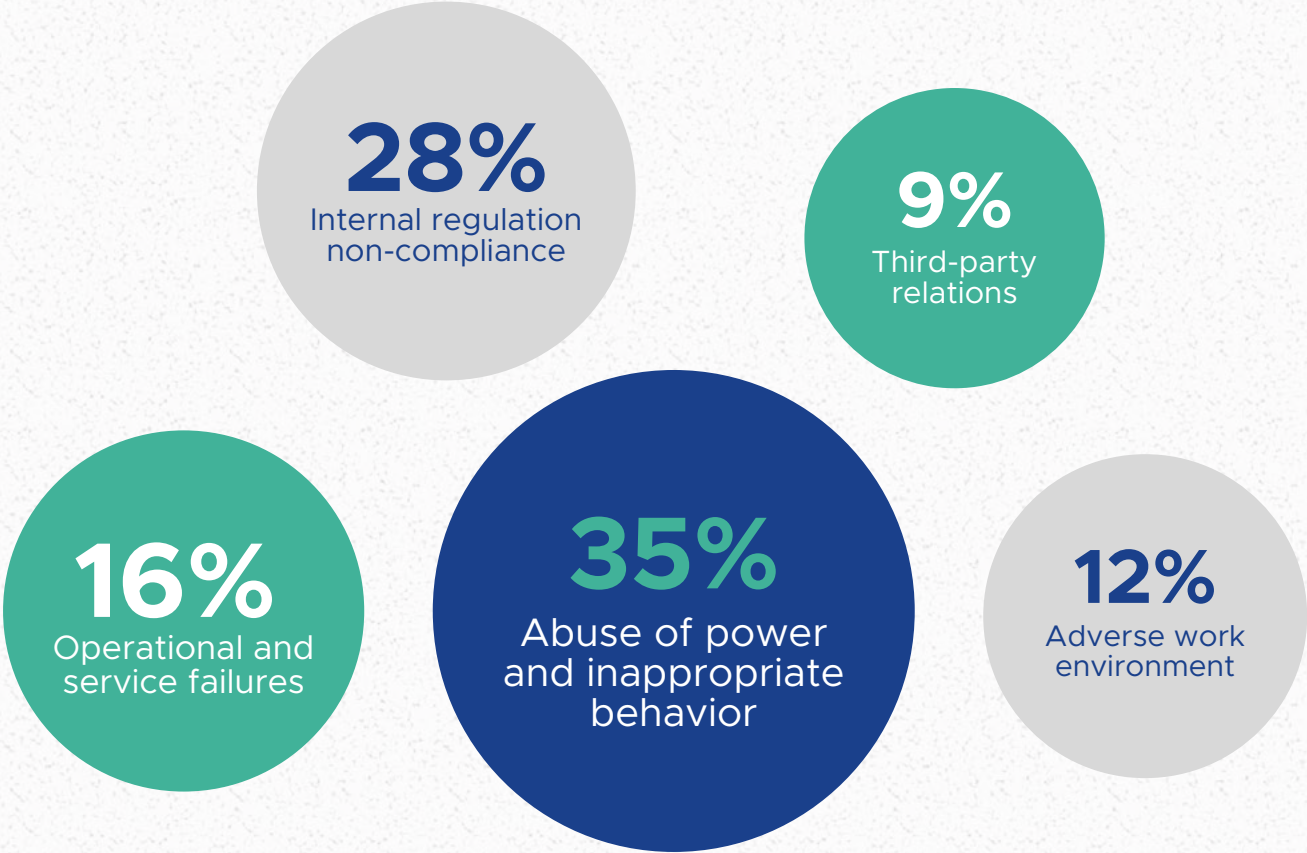 28%
Internal regulation
non-compliance
9%
Third-party
relations
16%
Operational and
service failures
35%
Abuse of power
and inappropriate
behavior
12%
Adverse work
environment